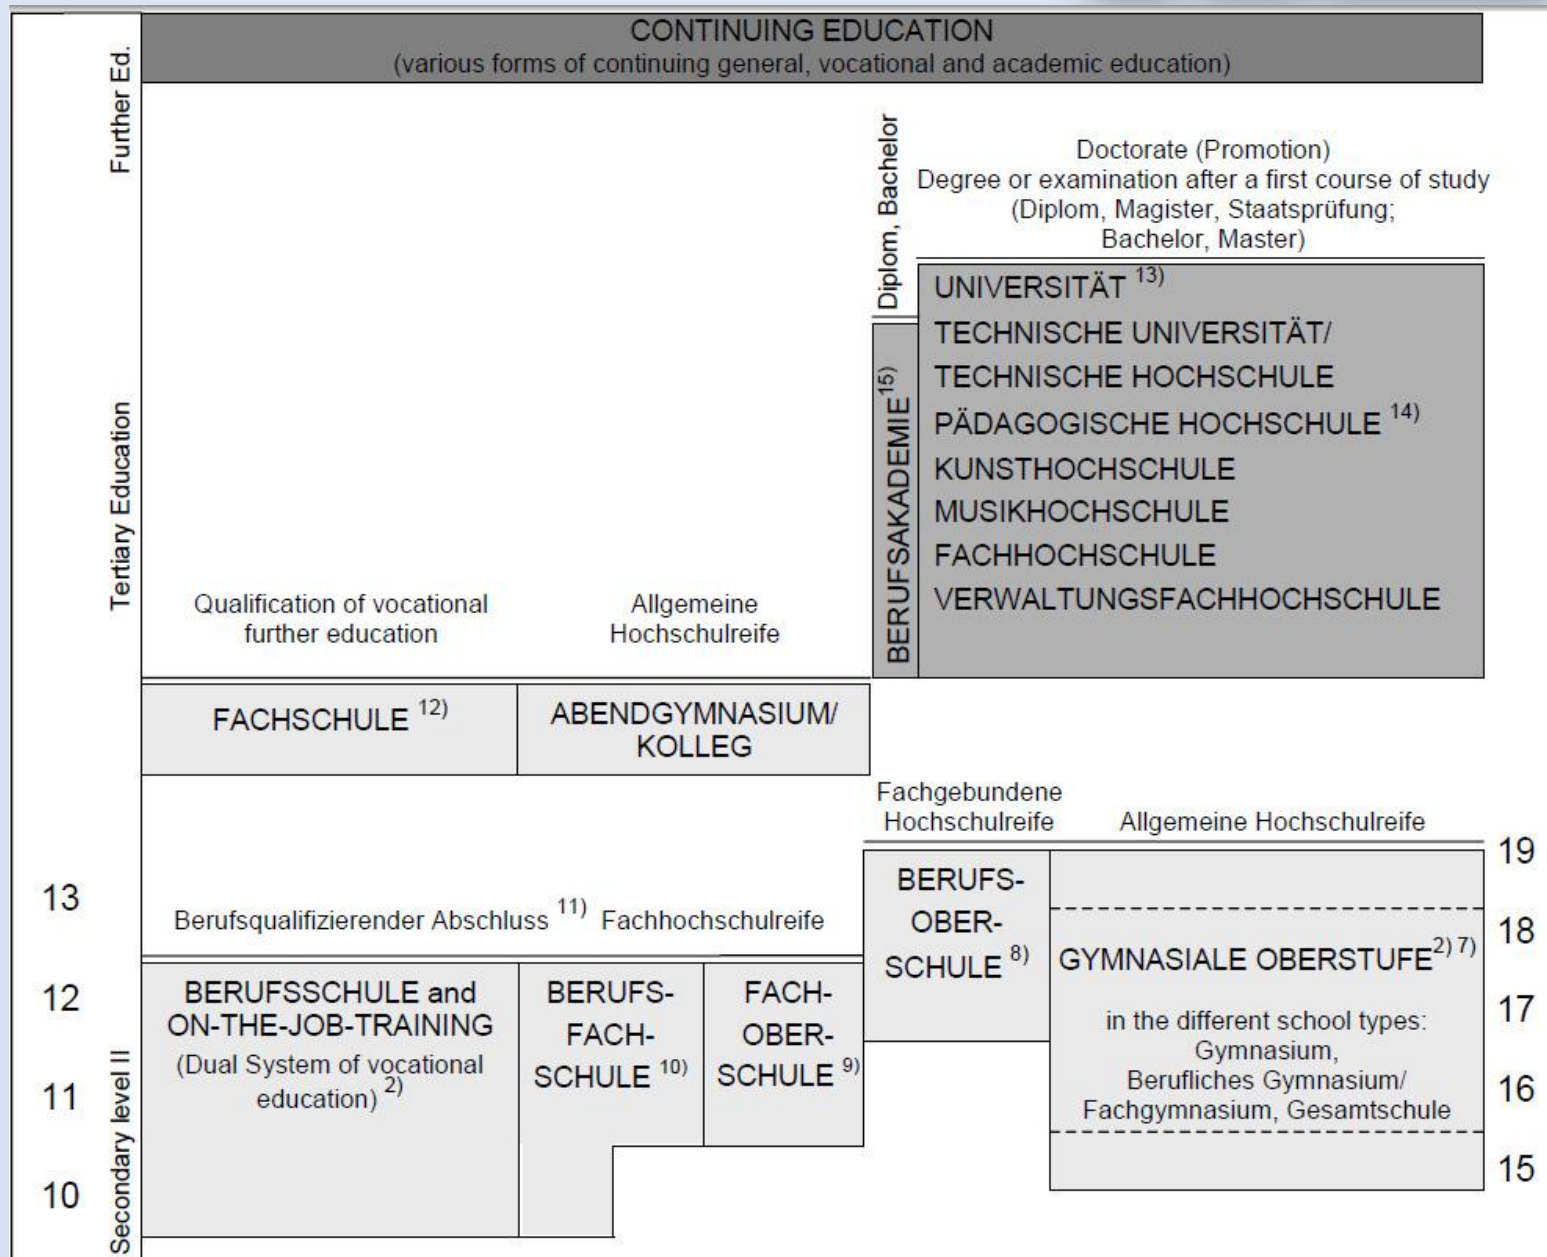 CONTINUING EDUCATION
(various forms of continuing general, vocational and academic education)
Further Ed.
Diplom, Bachelor
Doctorate (Promotion)
Degree or examination after a first course of study
(Diplom, Magister, Staatsprüfung;
Bachelor, Master)
Tertiary Education
BERUFSAKADEMIE 15)
UNIVERSITÄT 13)
TECHNISCHE UNIVERSITÄT/
TECHNISCHE HOCHSCHULE
PÄDAGOGISCHE HOCHSCHULE 14)
KUNSTHOCHSCHULE
MUSIKHOCHSCHULE
FACHHOCHSCHULE
VERWALTUNGSFACHHOCHSCHULE
Qualification of vocational
further education
Allgemeine
Hochschulreife
FACHSCHULE 12)
ABENDGYMNASIUM/
KOLLEG
Fachgebundene
Hochschulreife
Allgemeine Hochschulreife
Berufsqualifizierender Abschluss 11)
Fachhochschulreife
13
12
11
10
Secondary level II
BERUFSSCHULE and
ON-THE-JOB-TRAINING
(Dual System of vocational
education) 2)
BERUFS-
FACH-
SCHULE 10)
FACH-
OBER-
SCHULE 9)
BERUFS-
OBER-
SCHULE 8)
GYMNASIALE OBERSTUFE 2) 7)
in the different school types:
Gymnasium,
Berufliches Gymnasium/
Fachgymnasium, Gesamtschule
19
18
17
16
15